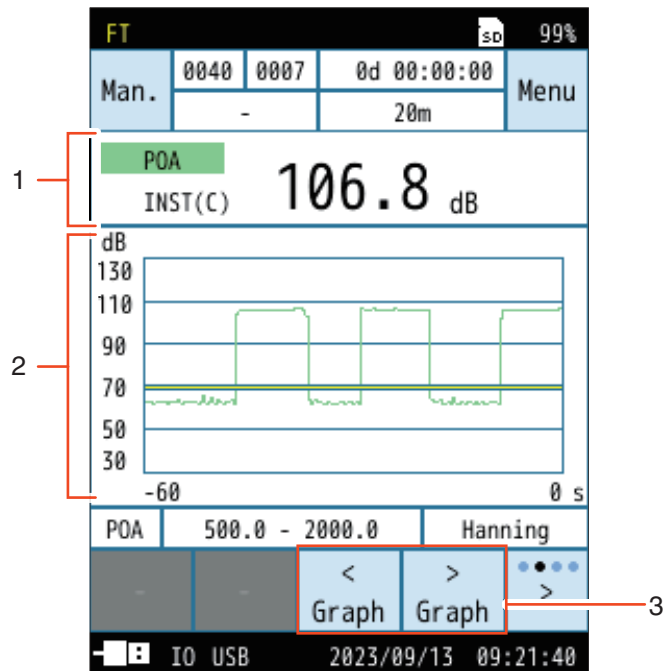 FT SD 99%
Man. 0040 0007 0d 00:00:00 Menu
- 20m
1
POA
INST(C) 106.8 dB
dB
130
110
90
2
70
50
30
-60 0 s
POA 500.0 - 2000.0 Hanning
- - < > >
Graph Graph
3
IO USB 2023/09/13 09:21:40